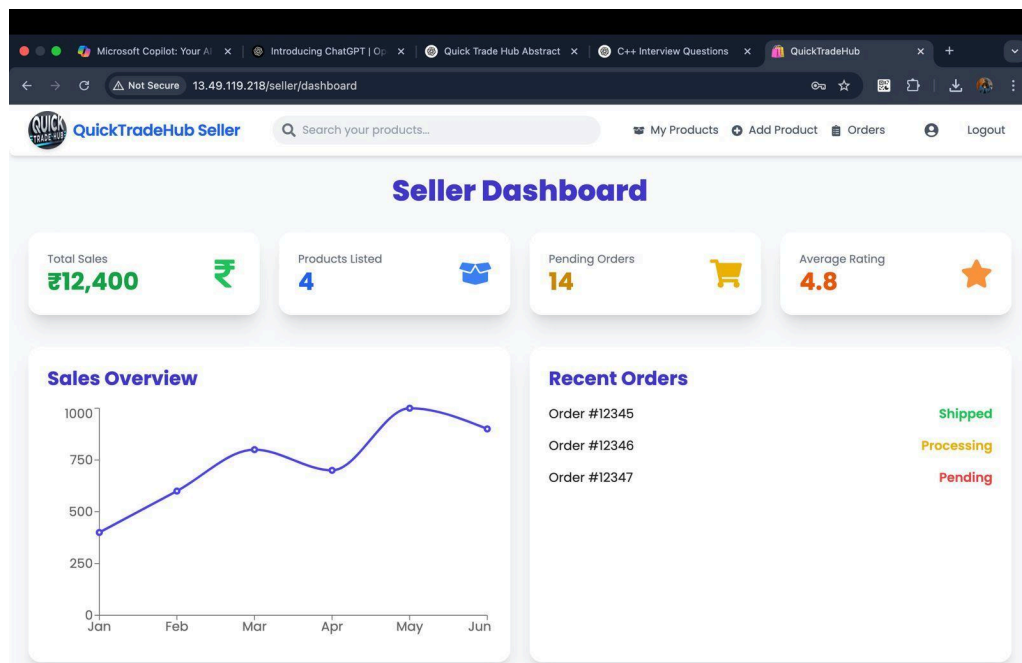 Microsoft Copilot: Your AI
Introducing ChatGPT | Op
Quick Trade Hub Abstract
C++ Interview Questions
QuickTradeHub
Not Secure
13.49.119.218/seller/dashboard
QUICK
TRADE-HUB
QuickTradeHub Seller
Search your products...
My Products
Add Product
Orders
Logout
Seller Dashboard
Total Sales
₹12,400
₹
Products Listed
4
Pending Orders
14
Average Rating
4.8
Sales Overview
1000
750
500
250
0
Jan Feb Mar Apr May Jun
Recent Orders
Order #12345 Shipped
Order #12346 Processing
Order #12347 Pending